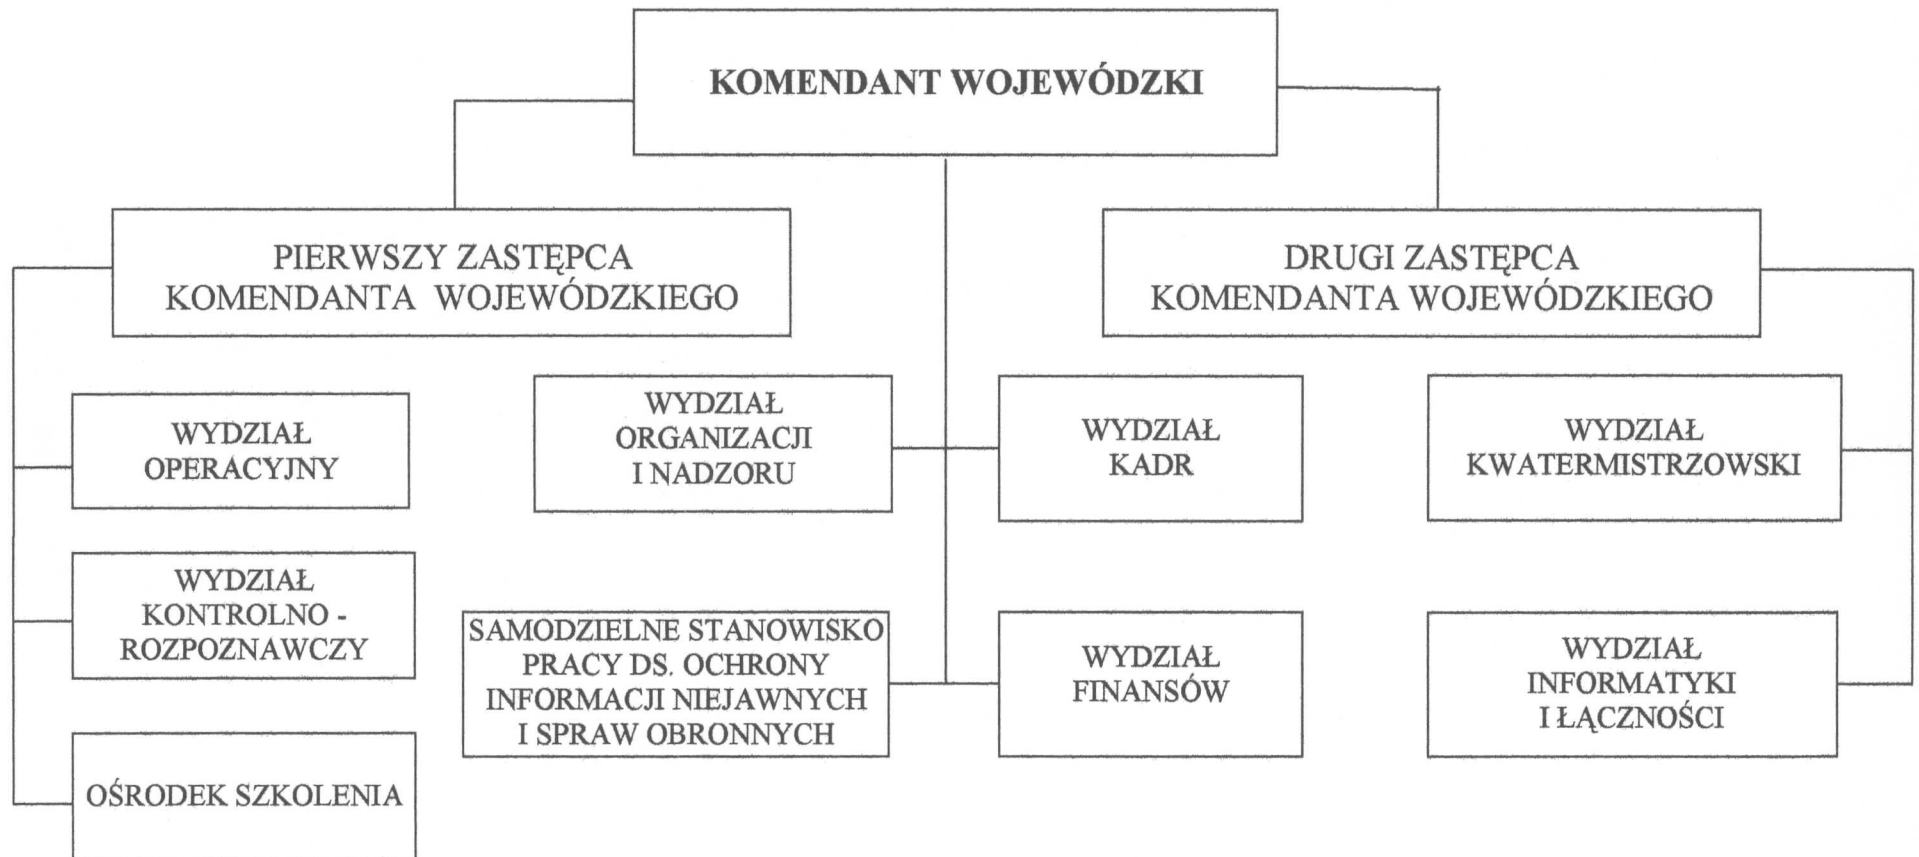 KOMENDANT WOJEWÓDZKI
PIERWSZY ZASTĘPCA
KOMENDANTA WOJEWÓDZKIEGO
DRUGI ZASTĘPCA
KOMENDANTA WOJEWÓDZKIEGO
WYDZIAŁ
OPERACYJNY
WYDZIAŁ
ORGANIZACJI
I NADZORU
WYDZIAŁ
KADR
WYDZIAŁ
KWATERMISTRZOWSKI
WYDZIAŁ
KONTROLNO -
ROZPOZNAWCZY
SAMODZIELNE STANOWISKO
PRACY DS. OCHRONY
INFORMACJI NIEJAWNYCH
I SPRAW OBRONNYCH
WYDZIAŁ
FINANSÓW
WYDZIAŁ
INFORMATYKI
I ŁĄCZNOŚCI
OŚRODEK SZKOLENIA